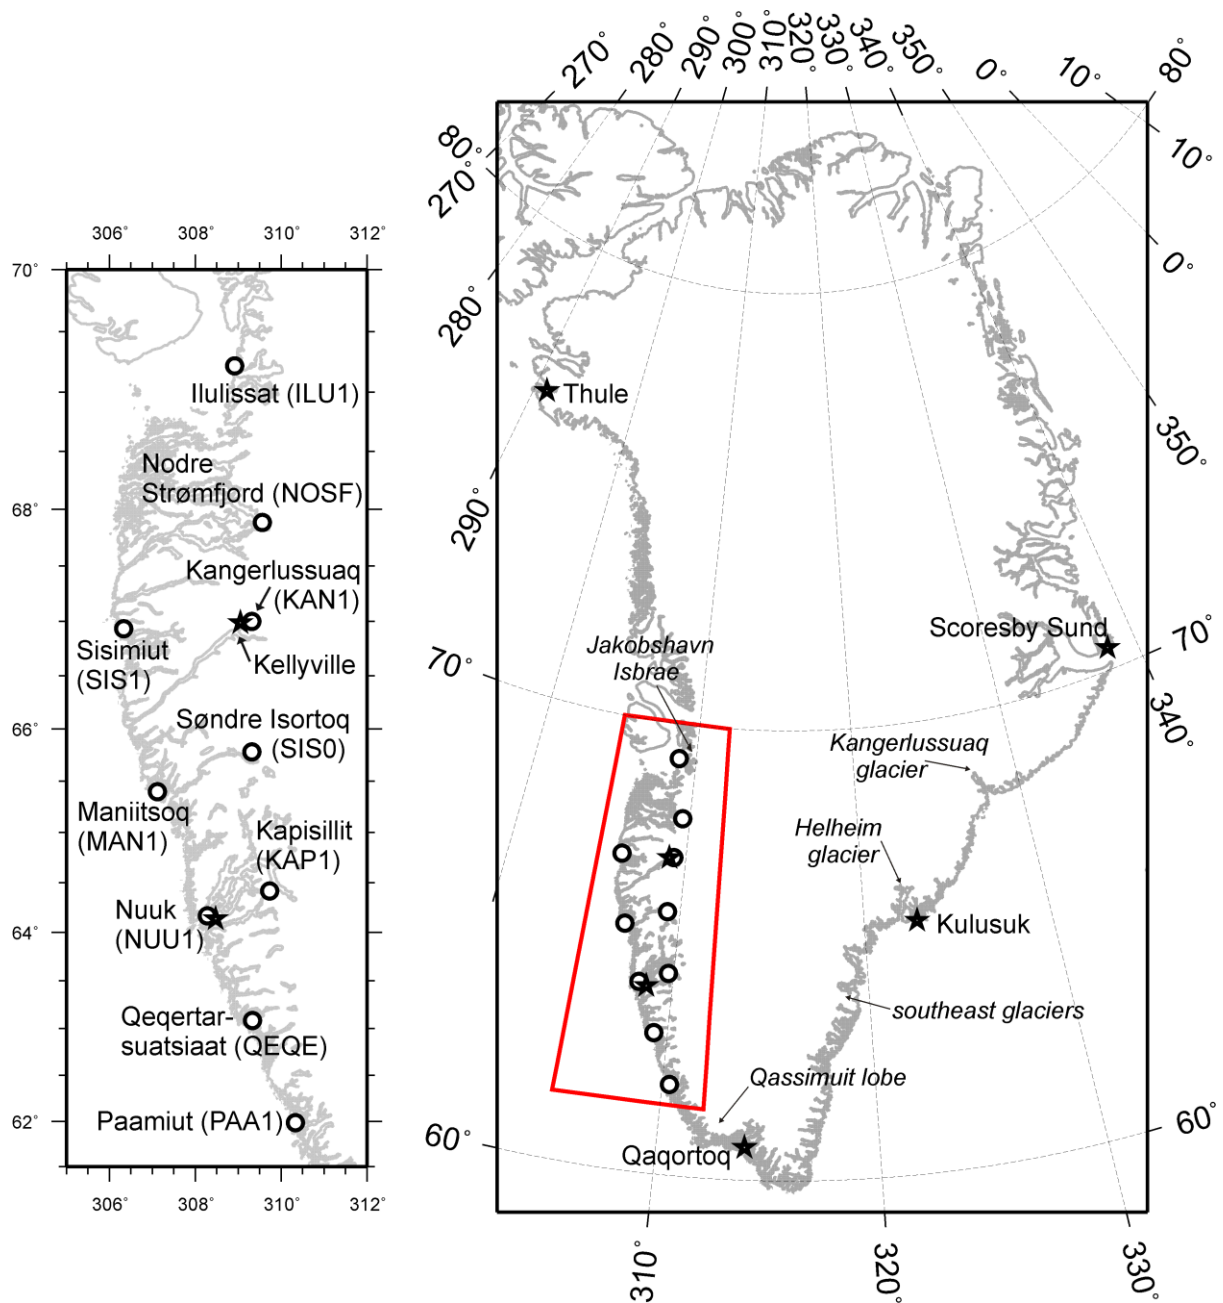 306° 308° 310° 312°
70°
Ilulissat (ILU1)
Nodre
Strømfjord (NOSF)
68°
Kangerlussuaq
(KAN1)
Sisimiut
(SIS1)
Kellyville
Søndre Isortoq
(SIS0)
66°
Maniitsoq
(MAN1)
Kapisillit
(KAP1)
Nuuk
(NUU1)
64°
Qeqertar-
suatsiaat (QEQE)
Paamiut (PAA1)
62°
306° 308° 310° 312°
270° 280° 290° 300° 310° 320° 330° 340° 350° 0° 10° 80°
80°
270°
280°
290°
70°
60°
10°
0°
350°
70°
340°
60°
Thule
Scoresby Sund
Jakobshavn
Isbrae
Kangerlussuaq
glacier
Helheim
glacier
Kulusuk
southeast glaciers
Qassimuit lobe
Qaqortoq
310° 320° 330°